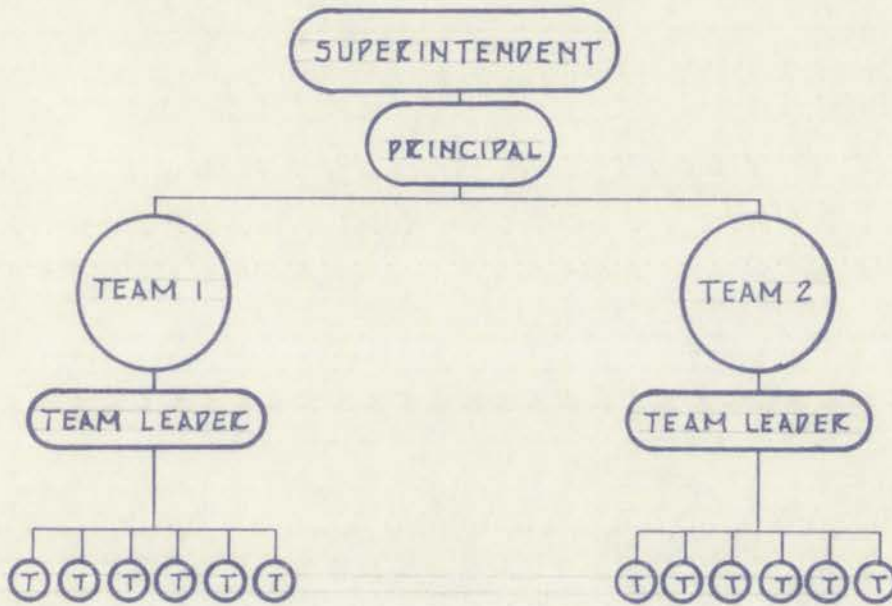 SUPERINTENDENT
PRINCIPAL
TEAM 1
TEAM 2
TEAM LEADER
TEAM LEADER
T T T T T T
T T T T T T